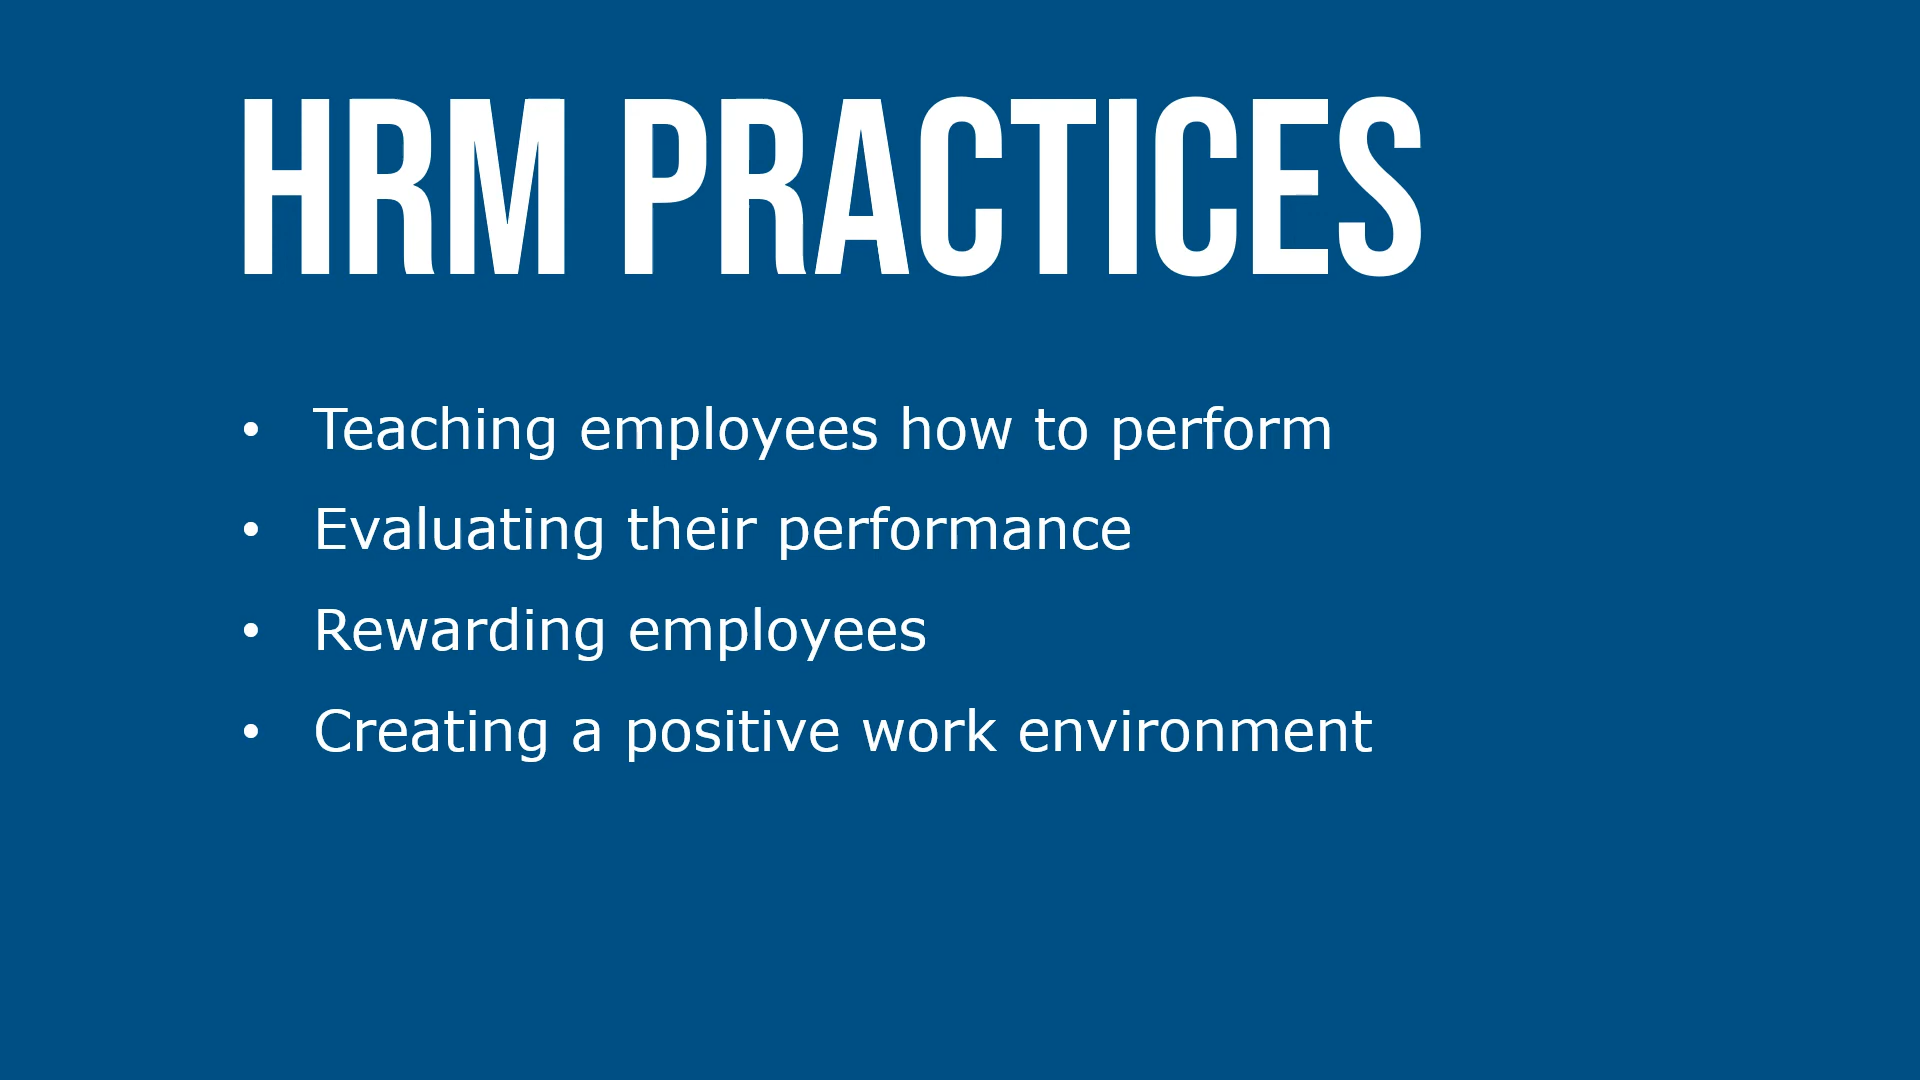 HRM PRACTICES
• Teaching employees how to perform
• Evaluating their performance
• Rewarding employees
• Creating a positive work environment